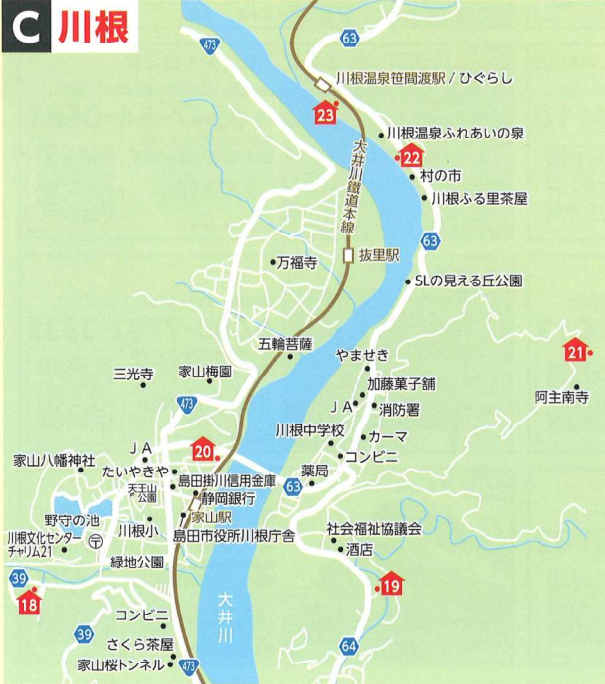 C 川根
473
63
川根温泉笹間渡駅 / ひぐらし
23
川根温泉ふれあいの泉
22
村の市
川根ふる里茶屋
大井川鐵道本線
63
抜里駅
万福寺
SLの見える丘公園
五輪菩薩
やませき
21
三光寺
家山梅園
加藤菓子舗
阿主南寺
473
JA
消防署
川根中学校
カーマ
20
コンビニ
JA
家山八幡神社
たいやきや
薬局
島田掛川信用金庫
63
天王山
公園
静岡銀行
野守の池
家山駅
川根小
島田市役所川根庁舎
社会福祉協議会
川根文化センター
チャリム21
酒店
緑地公園
39
18
19
大井川
コンビニ
39
さくら茶屋
64
家山桜トンネル
473